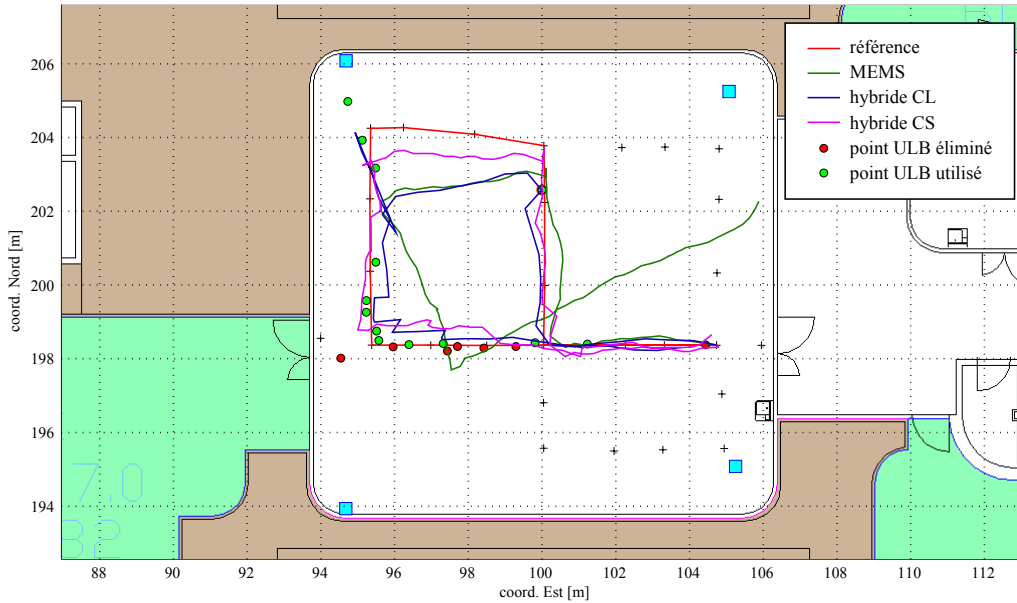 référence
MEMS
hybride CL
hybride CS
point ULB éliminé
point ULB utilisé
coord. Nord [m]
206
204
202
200
198
196
194
7.0
32
88
90
92
94
96
98
100
102
104
106
108
110
112
coord. Est [m]